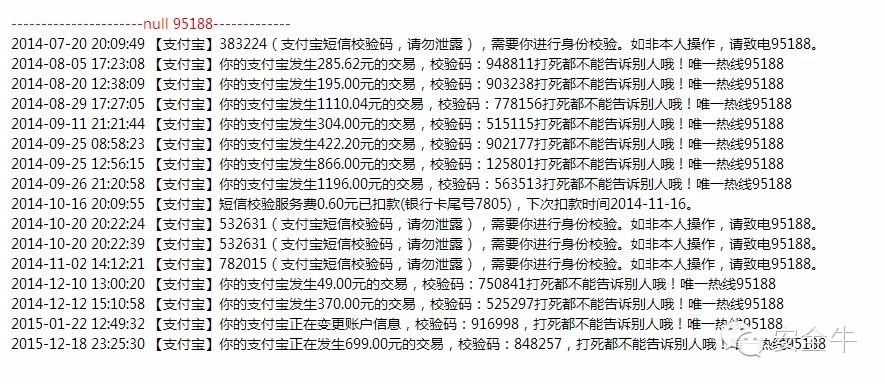 -----------------------null 95188--------------
2014-07-20 20:09:49 【支付宝】383224（支付宝短信校验码，请勿泄露），需要你进行身份校验。如非本人操作，请致电95188。
2014-08-05 17:23:08 【支付宝】你的支付宝发生285.62元的交易，校验码：948811打死都不能告诉别人哦！唯一热线95188
2014-08-20 12:38:09 【支付宝】你的支付宝发生195.00元的交易，校验码：903238打死都不能告诉别人哦！唯一热线95188
2014-08-29 17:27:05 【支付宝】你的支付宝发生1110.04元的交易，校验码：778156打死都不能告诉别人哦！唯一热线95188
2014-09-11 21:21:44 【支付宝】你的支付宝发生304.00元的交易，校验码：515115打死都不能告诉别人哦！唯一热线95188
2014-09-25 08:58:23 【支付宝】你的支付宝发生422.20元的交易，校验码：902177打死都不能告诉别人哦！唯一热线95188
2014-09-25 12:56:15 【支付宝】你的支付宝发生866.00元的交易，校验码：125801打死都不能告诉别人哦！唯一热线95188
2014-09-26 21:20:58 【支付宝】你的支付宝发生1196.00元的交易，校验码：563513打死都不能告诉别人哦！唯一热线95188
2014-10-16 20:09:55 【支付宝】短信校验服务费0.60元已扣款(银行卡尾号7805)，下次扣款时间2014-11-16。
2014-10-20 20:22:24 【支付宝】532631（支付宝短信校验码，请勿泄露），需要你进行身份校验。如非本人操作，请致电95188。
2014-10-20 20:22:39 【支付宝】532631（支付宝短信校验码，请勿泄露），需要你进行身份校验。如非本人操作，请致电95188。
2014-11-02 14:12:21 【支付宝】782015（支付宝短信校验码，请勿泄露），需要你进行身份校验。如非本人操作，请致电95188。
2014-12-10 13:00:20 【支付宝】你的支付宝发生49.00元的交易，校验码：750841打死都不能告诉别人哦！唯一热线95188
2014-12-12 15:10:58 【支付宝】你的支付宝发生370.00元的交易，校验码：525297打死都不能告诉别人哦！唯一热线95188
2015-01-22 12:49:32 【支付宝】你的支付宝正在变更账户信息，校验码：916998，打死都不能告诉别人哦！唯一热线95188
2015-12-18 23:25:30 【支付宝】你的支付宝正在发生699.00元的交易，校验码：848257，打死都不能告诉别人哦！唯一热线95188
安全牛